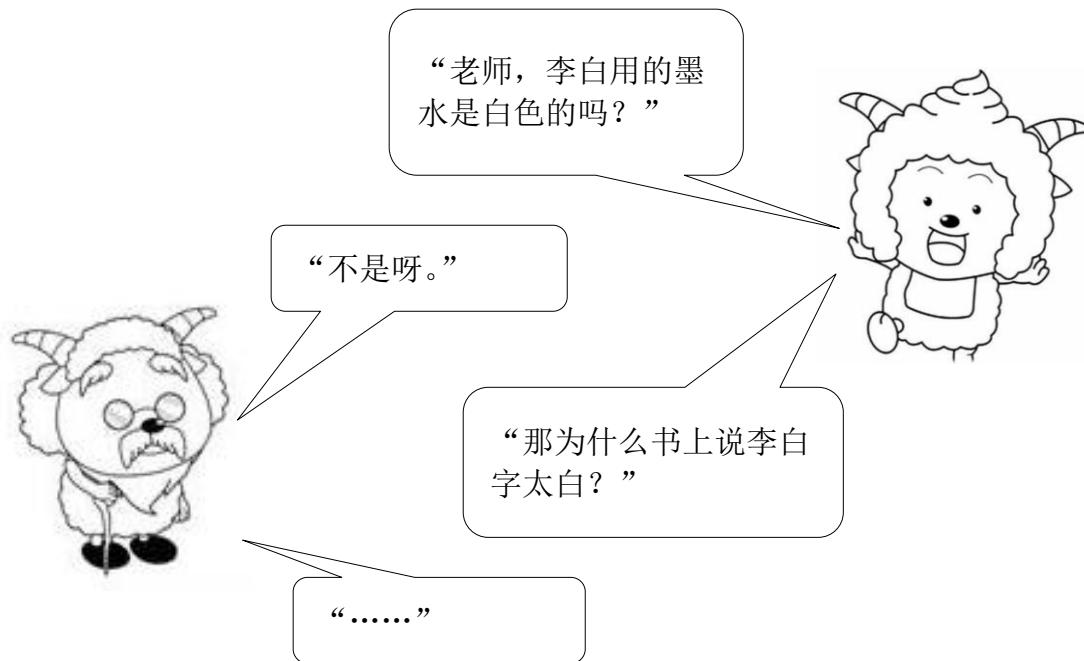 “老师，李白用的墨
水是白色的吗？”
“不是呀。”
“那为什么书上说李白
字太白？”
“……”